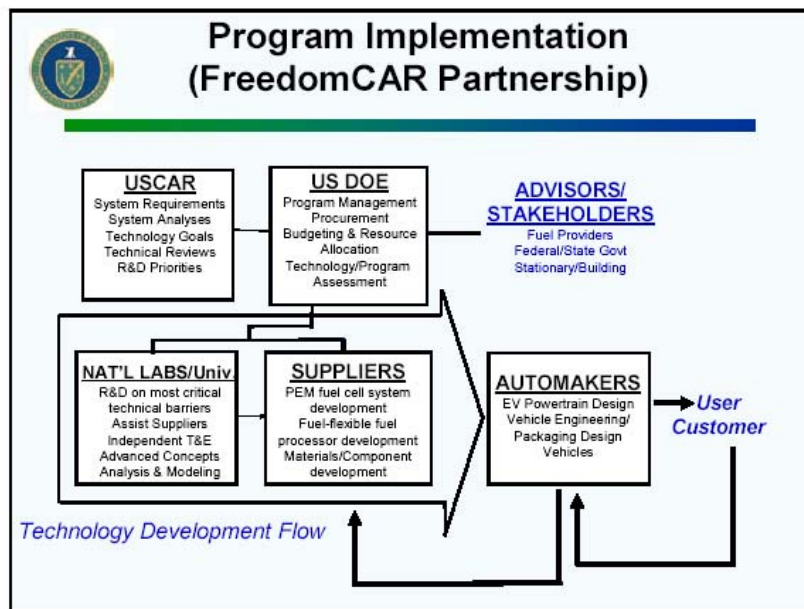 Program Implementation
(FreedomCAR Partnership)
USCAR
System Requirements
System Analyses
Technology Goals
Technical Reviews
R&D Priorities
US DOE
Program Management
Procurement
Budgeting & Resource
Allocation
Technology/Program
Assessment
ADVISORS/
STAKEHOLDERS
Fuel Providers
Federal/State Govt
Stationary/Building
NAT'L LABS/Univ.
R&D on most critical
technical barriers
Assist Suppliers
Independent T&E
Advanced Concepts
Analysis & Modeling
SUPPLIERS
PEM fuel cell system
development
Fuel-flexible fuel
processor development
Materials/Component
development
AUTOMAKERS
EV Powertrain Design
Vehicle Engineering/
Packaging Design
Vehicles
User
Customer
Technology Development Flow